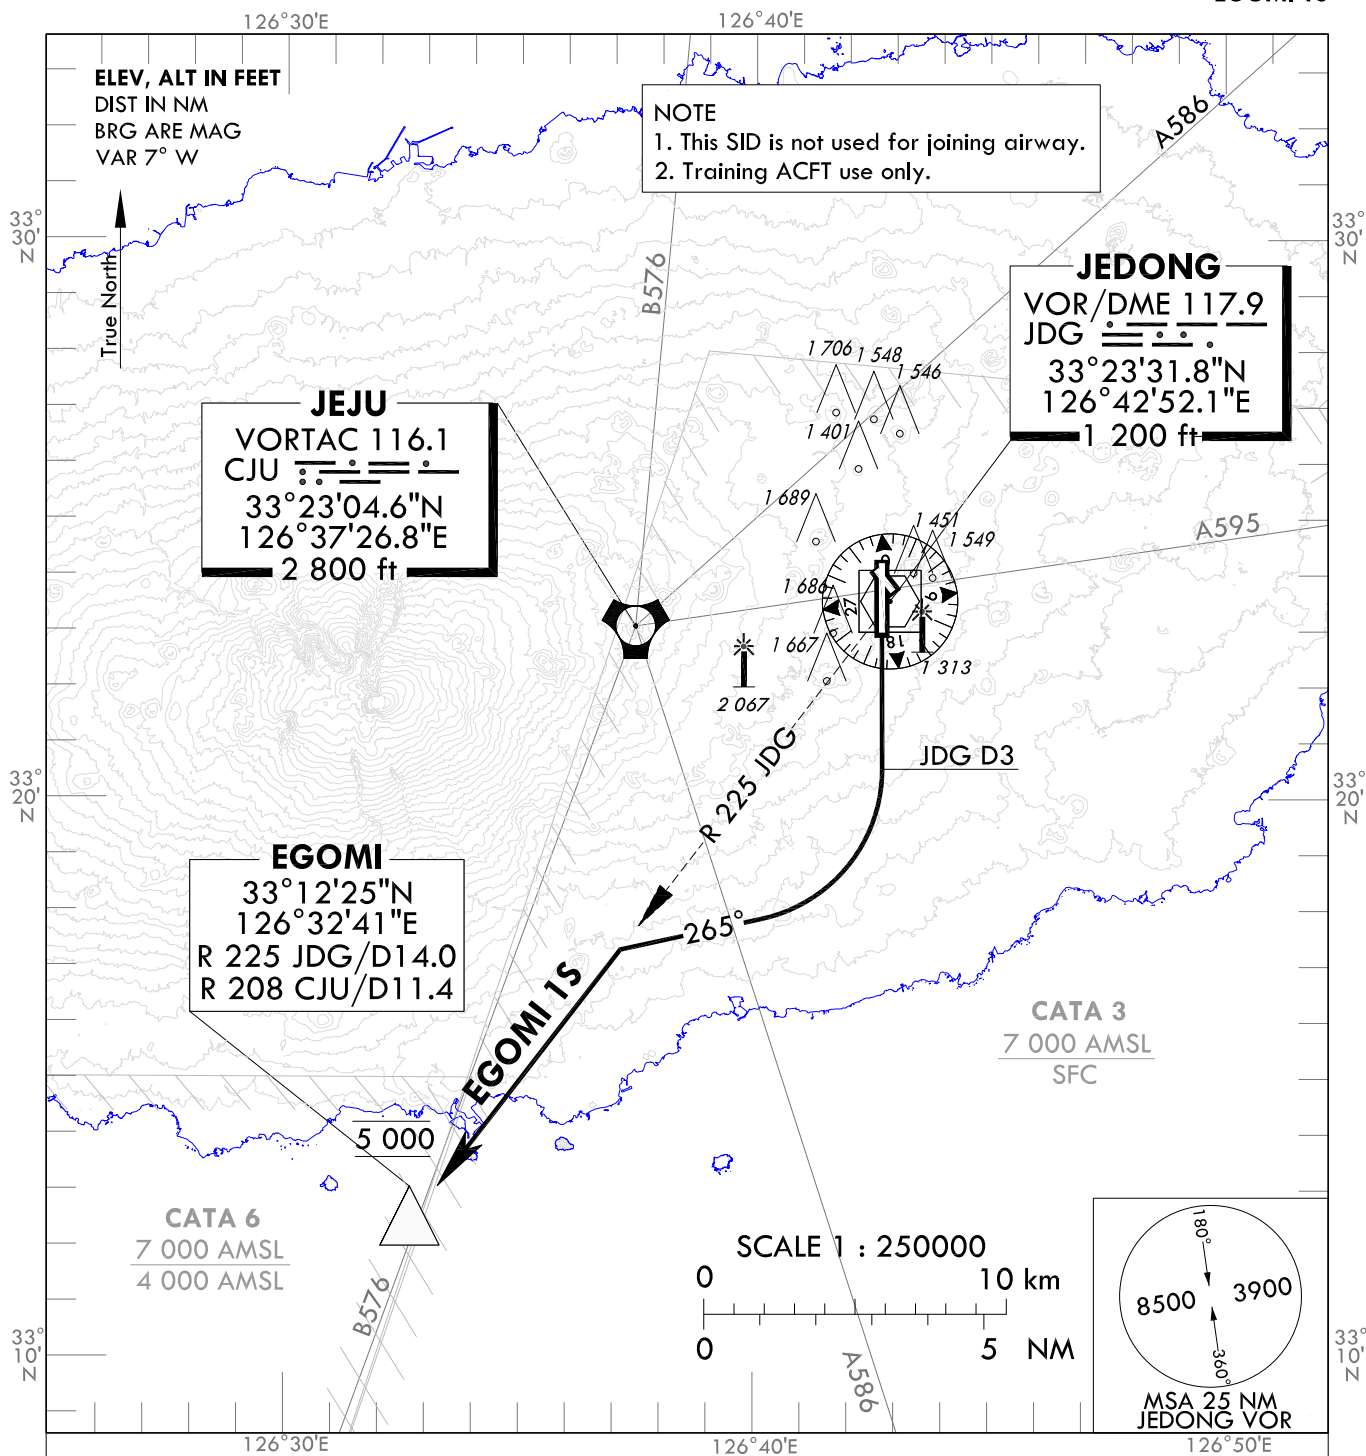 126°30'E
126°40'E
ELEV, ALT IN FEET
DIST IN NM
BRG ARE MAG
VAR 7° W
True North
NOTE
1. This SID is not used for joining airway.
2. Training ACFT use only.
A586
B576
33°
30'
N
33°
30'
N
JEDONG
VOR/DME 117.9
JDG
33°23'31.8"N
126°42'52.1"E
1 200 ft
JEJU
VORTAC 116.1
CJU
33°23'04.6"N
126°37'26.8"E
2 800 ft
1 706
1 548
1 546
1 401
1 689
1 451
1 549
A595
1 686
27
9
0
18
1 667
1 313
2 067
R 225 JDG
JDG D3
33°
20'
N
33°
20'
N
EGOMI
33°12'25"N
126°32'41"E
R 225 JDG/D14.0
R 208 CJU/D11.4
265°
EGOMI 1S
CATA 3
7 000 AMSL
SFC
5 000
CATA 6
7 000 AMSL
4 000 AMSL
B576
SCALE 1 : 250000
0
10 km
0
5 NM
A586
180°
8500
3900
360°
MSA 25 NM
JEDONG VOR
33°
10'
N
33°
10'
N
126°30'E
126°40'E
126°50'E